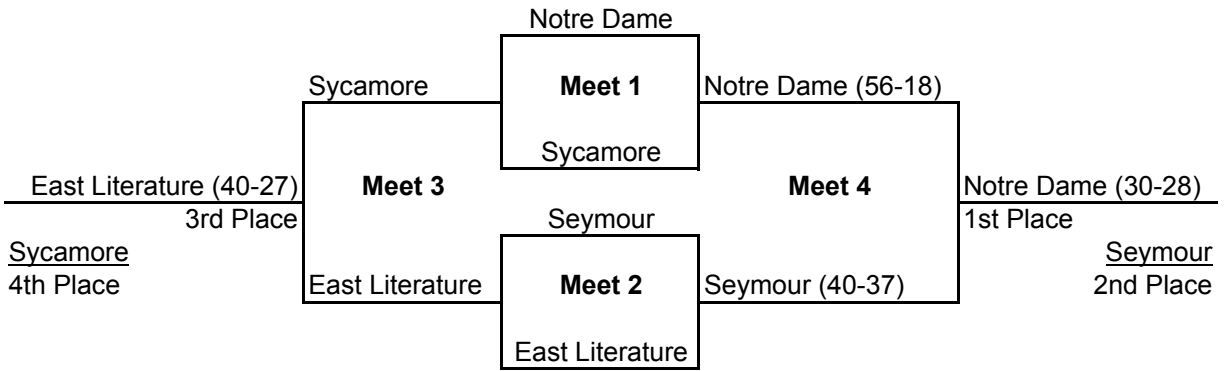 Notre Dame
Sycamore
Meet 1
Notre Dame (56-18)
Sycamore
East Literature (40-27)
Meet 3
Meet 4
Notre Dame (30-28)
3rd Place
Seymour
1st Place
Sycamore
Seymour
4th Place
East Literature
Meet 2
Seymour (40-37)
2nd Place
East Literature